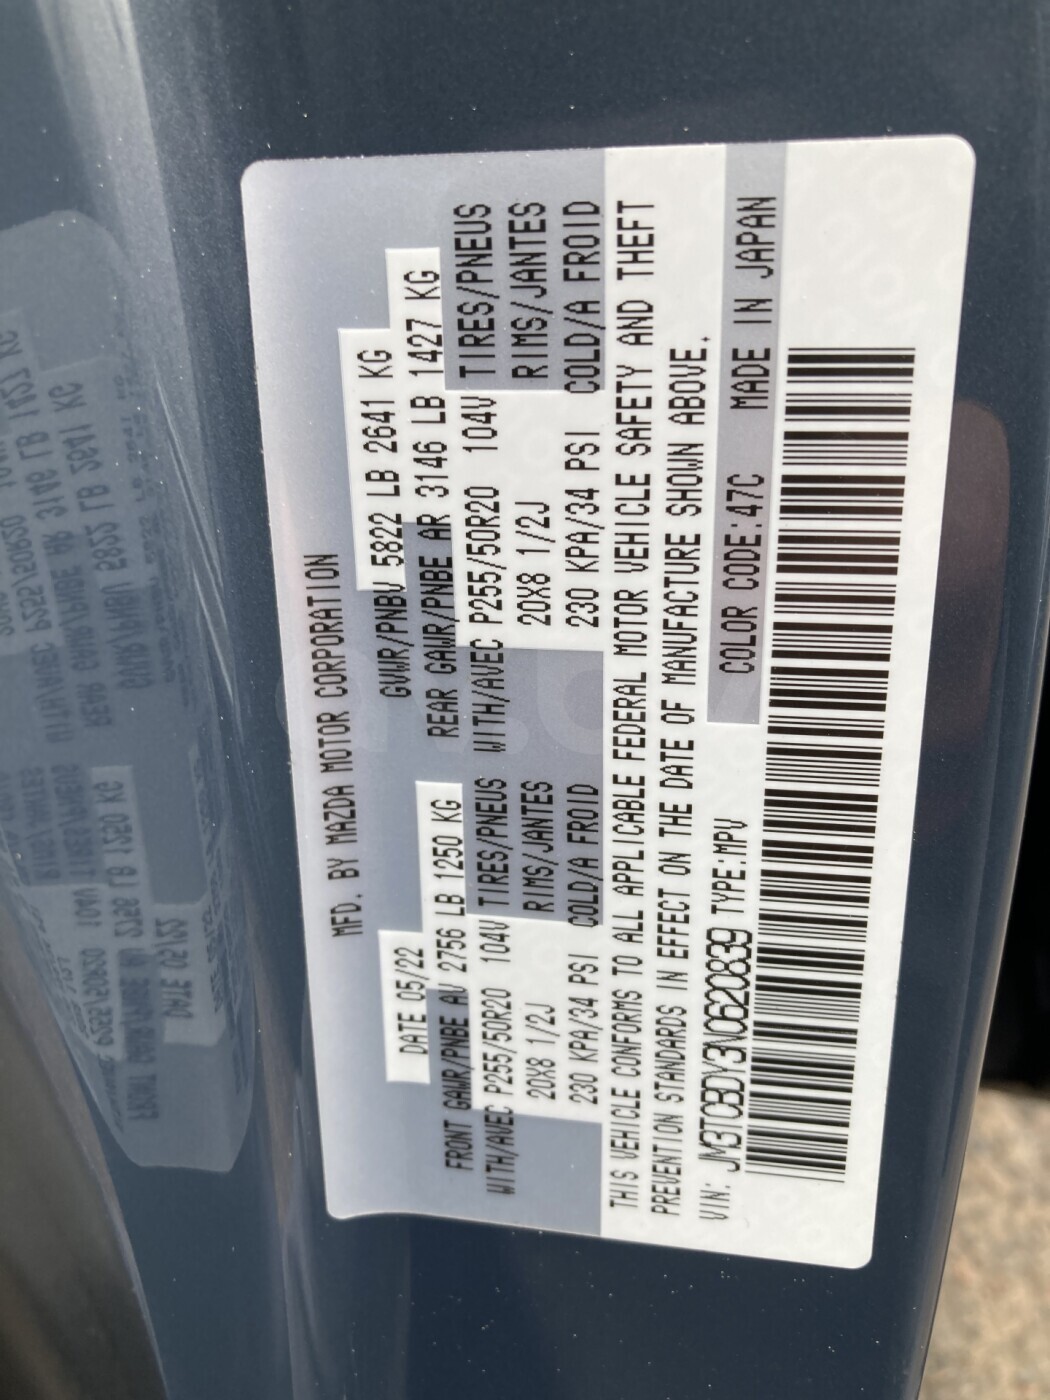 MFD. BY MAZDA MOTOR CORPORATION
DATE 05/22 GVWR/PNBV 5822 LB 2641 KG
FRONT GAWR/PNBE AV 2756 LB 1250 KG REAR GAWR/PNBE AR 3146 LB 1427 KG
WITH/AVEC P255/50R20 104V TIRES/PNEUS WITH/AVEC P255/50R20 104V TIRES/PNEUS
20X8 1/2J RIMS/JANTES 20X8 1/2J RIMS/JANTES
230 KPA/34 PSI COLD/A FROID 230 KPA/34 PSI COLD/A FROID
THIS VEHICLE CONFORMS TO ALL APPLICABLE FEDERAL MOTOR VEHICLE SAFETY AND THEFT
PREVENTION STANDARDS IN EFFECT ON THE DATE OF MANUFACTURE SHOWN ABOVE.
VIN: JM3TCBDY3N0620839 TYPE:MPV COLOR CODE:47C MADE IN JAPAN